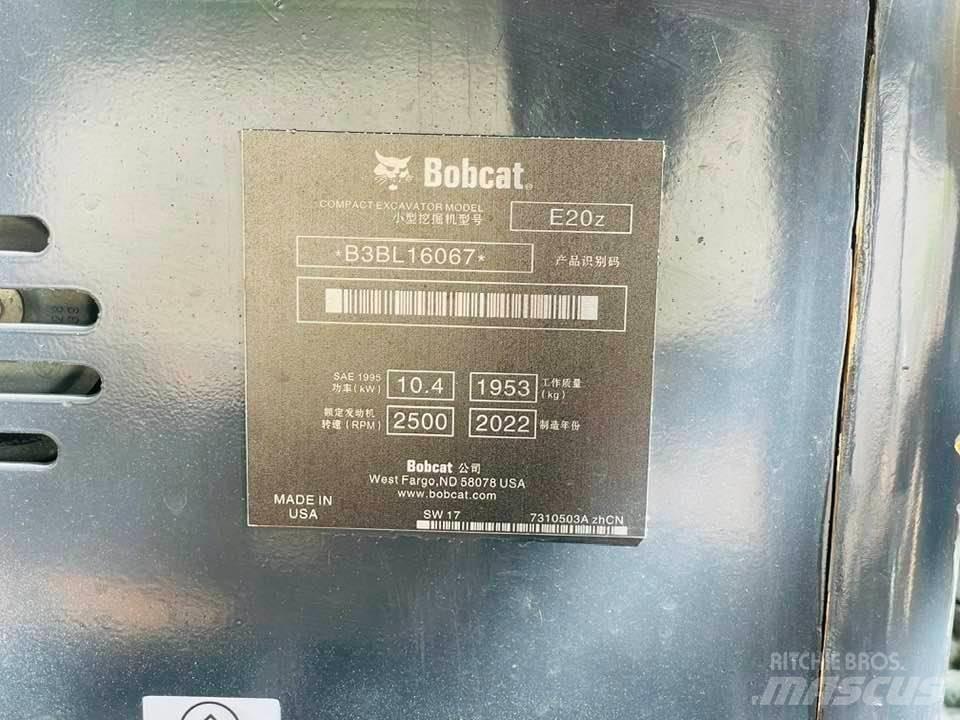 Bobcat®
COMPACT EXCAVATOR MODEL
小型挖掘机型号
E20z
*B3BL16067*
产品识别码
SAE 1995
功率(kW)
10.4
1953
工作质量
(kg)
额定发动机
转速(RPM)
2500
2022
制造年份
Bobcat 公司
West Fargo,ND 58078 USA
www.bobcat.com
MADE IN
USA
SW 17
7310503A zhCN
RITCHIE BROS.
MASCUS